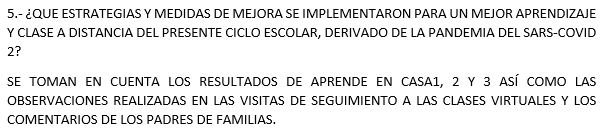 5.- ¿QUE ESTRATEGIAS Y MEDIDAS DE MEJORA SE IMPLEMENTARON PARA UN MEJOR APRENDIZAJE
Y CLASE A DISTANCIA DEL PRESENTE CICLO ESCOLAR, DERIVADO DE LA PANDEMIA DEL SARS-COVID
2?
SE TOMAN EN CUENTA LOS RESULTADOS DE APRENDE EN CASA1, 2 Y 3 ASÍ COMO LAS
OBSERVACIONES REALIZADAS EN LAS VISITAS DE SEGUIMIENTO A LAS CLASES VIRTUALES Y LOS
COMENTARIOS DE LOS PADRES DE FAMILIAS.